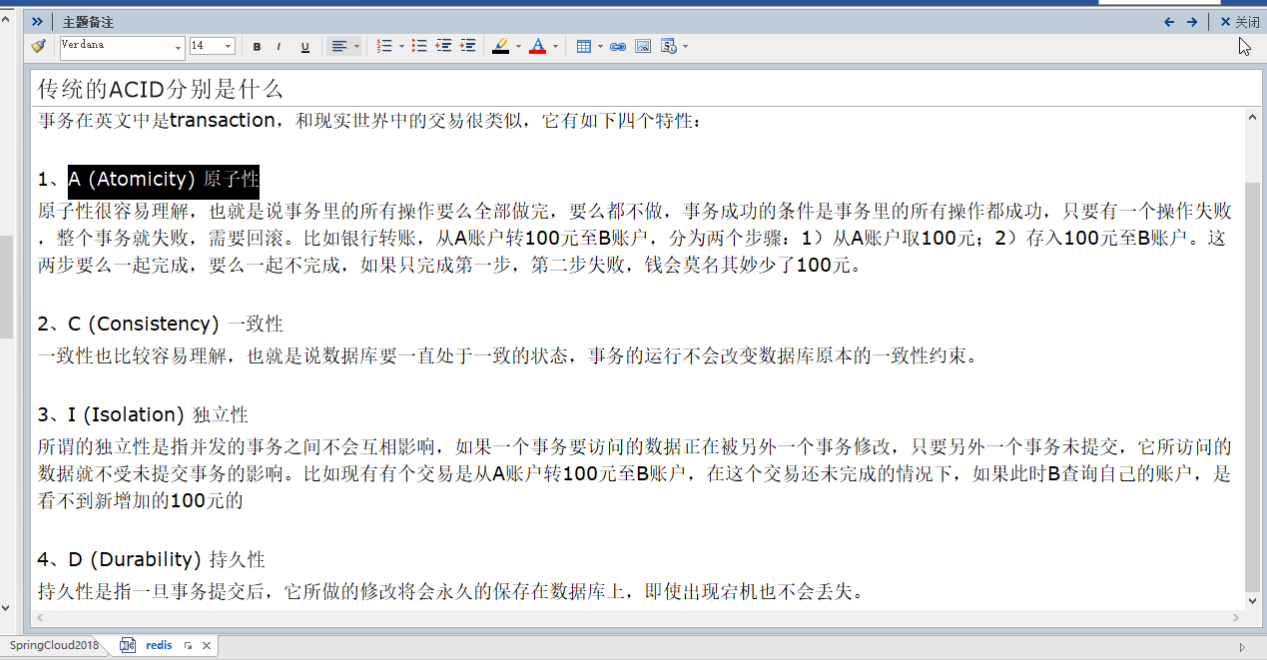 主题备注
关闭
Verdana 14 B I U
传统的ACID分别是什么
事务在英文中是transaction，和现实世界中的交易很类似，它有如下四个特性：
1、A (Atomicity) 原子性
原子性很容易理解，也就是说事务里的所有操作要么全部做完，要么都不做，事务成功的条件是事务里的所有操作都成功，只要有一个操作失败
，整个事务就失败，需要回滚。比如银行转账，从A账户转100元至B账户，分为两个步骤：1）从A账户取100元；2）存入100元至B账户。这
两步要么一起完成，要么一起不完成，如果只完成第一步，第二步失败，钱会莫名其妙少了100元。
2、C (Consistency) 一致性
一致性也比较容易理解，也就是说数据库要一直处于一致的状态，事务的运行不会改变数据库原本的一致性约束。
3、I (Isolation) 独立性
所谓的独立性是指并发的事务之间不会互相影响，如果一个事务要访问的数据正在被另外一个事务修改，只要另外一个事务未提交，它所访问的
数据就不受未提交事务的影响。比如现有有个交易是从A账户转100元至B账户，在这个交易还未完成的情况下，如果此时B查询自己的账户，是
看不到新增加的100元的
4、D (Durability) 持久性
持久性是指一旦事务提交后，它所做的修改将会永久的保存在数据库上，即使出现宕机也不会丢失。
SpringCloud2018
redis